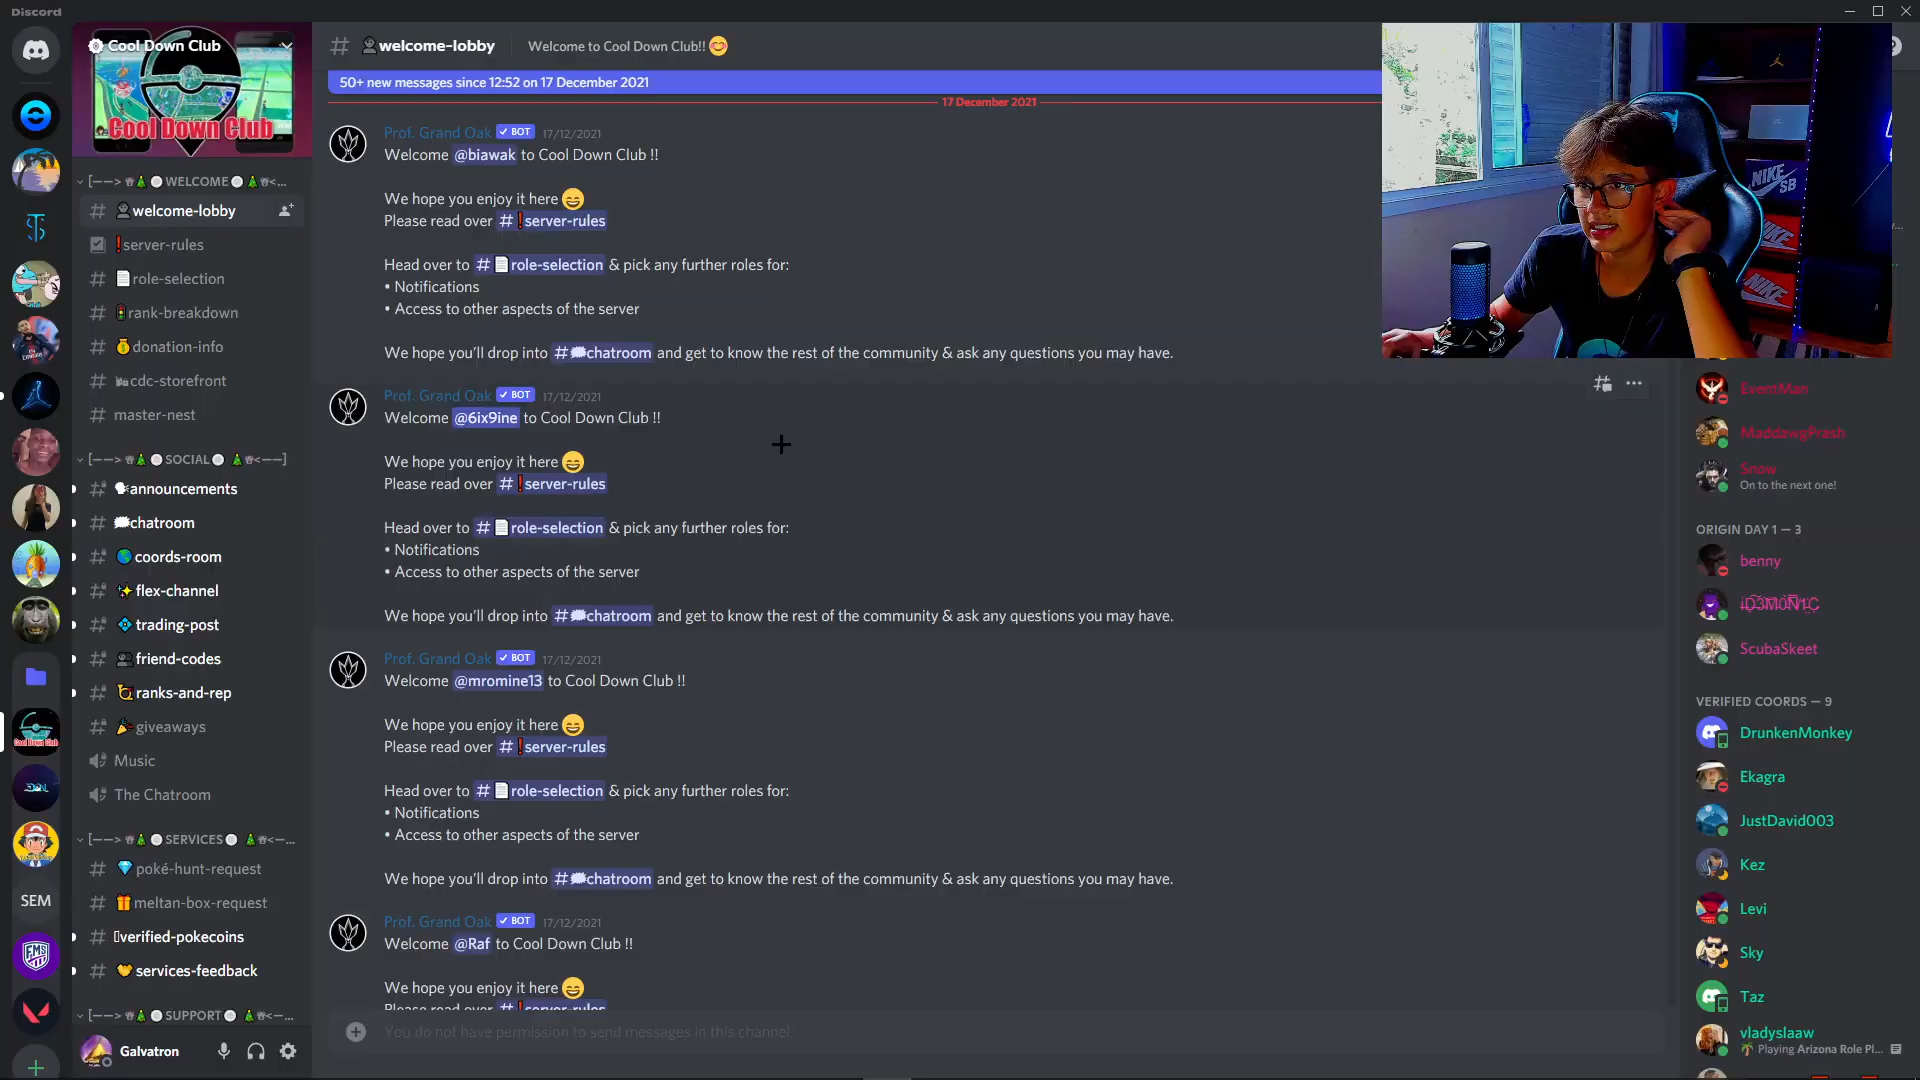 Discord
Cool Down Club
Cool Down Club
[——> WELCOME <...
welcome-lobby
server-rules
role-selection
rank-breakdown
donation-info
cdc-storefront
master-nest
[——> SOCIAL <——]
announcements
chatroom
coords-room
flex-channel
trading-post
friend-codes
ranks-and-rep
giveaways
Music
The Chatroom
[——> SERVICES <—...
poké-hunt-request
meltan-box-request
verified-pokecoins
services-feedback
[——> SUPPORT <—...
SEM
Galvatron
# welcome-lobby
Welcome to Cool Down Club!! 😊
50+ new messages since 12:52 on 17 December 2021
17 December 2021
Prof. Grand Oak ✓ BOT 17/12/2021
Welcome @biawak to Cool Down Club !!
We hope you enjoy it here 😄
Please read over # ❗server-rules
Head over to # 📄role-selection & pick any further roles for:
• Notifications
• Access to other aspects of the server
We hope you'll drop into # chatroom and get to know the rest of the community & ask any questions you may have.
Prof. Grand Oak ✓ BOT 17/12/2021
Welcome @6ix9ine to Cool Down Club !!
We hope you enjoy it here 😄
Please read over # ❗server-rules
Head over to # 📄role-selection & pick any further roles for:
• Notifications
• Access to other aspects of the server
We hope you'll drop into # chatroom and get to know the rest of the community & ask any questions you may have.
Prof. Grand Oak ✓ BOT 17/12/2021
Welcome @mromine13 to Cool Down Club !!
We hope you enjoy it here 😄
Please read over # ❗server-rules
Head over to # 📄role-selection & pick any further roles for:
• Notifications
• Access to other aspects of the server
We hope you'll drop into # chatroom and get to know the rest of the community & ask any questions you may have.
Prof. Grand Oak ✓ BOT 17/12/2021
Welcome @Raf to Cool Down Club !!
We hope you enjoy it here 😄
Please read over # ❗server-rules
You do not have permission to send messages in this channel
NIKE SB
NIKE
NIKE
EventMan
MaddawgPrash
Snow
On to the next one!
ORIGIN DAY 1 — 3
benny
ScubaSkeet
VERIFIED COORDS — 9
DrunkenMonkey
Ekagra
JustDavid003
Kez
Levi
Sky
Taz
vladyslaaw
🌴 Playing Arizona Role Pl...